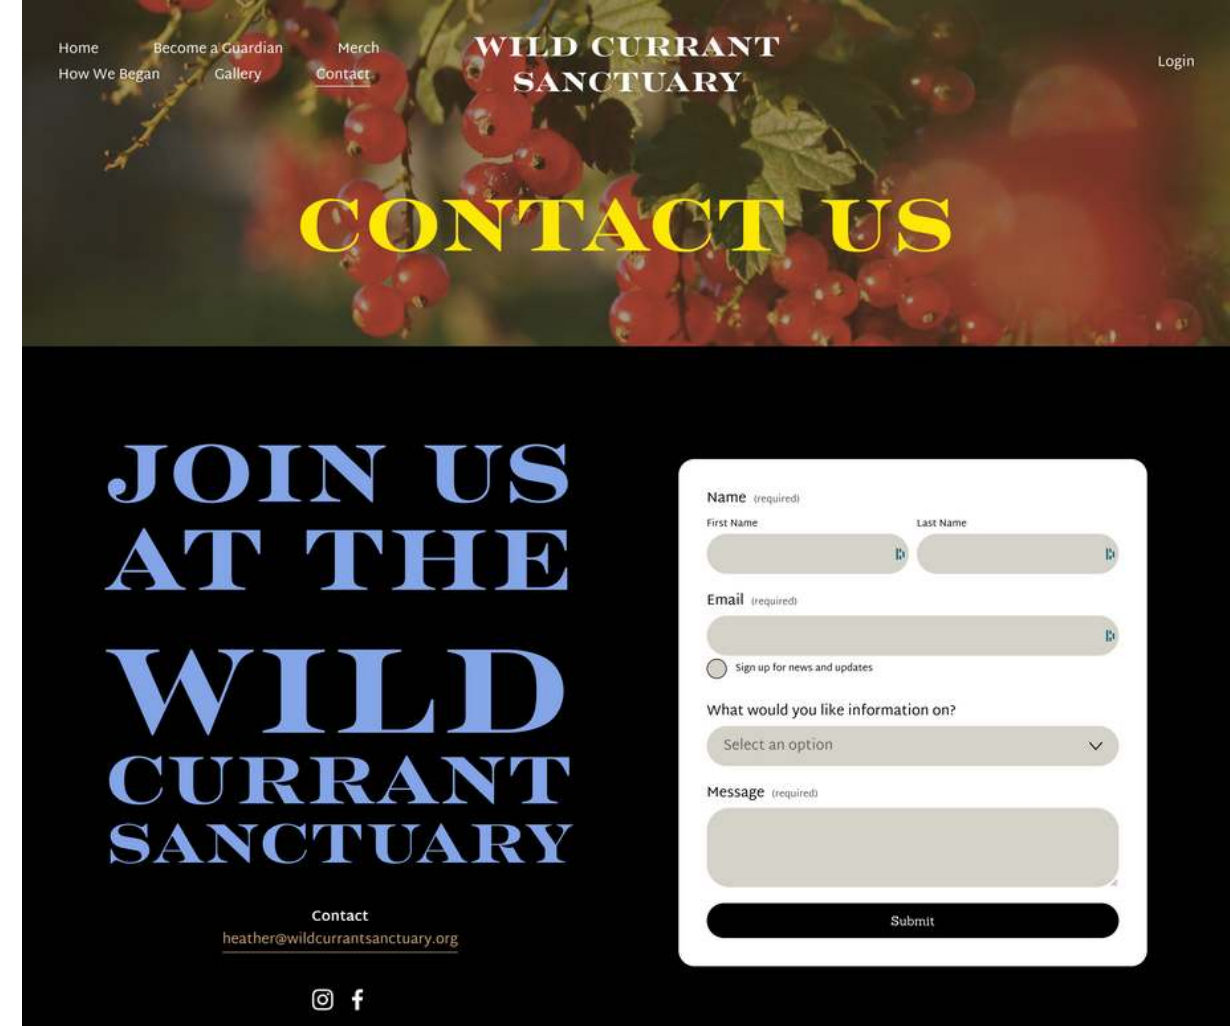 Home Become a Guardian Merch
How We Began Gallery Contact
WILD CURRANT
SANCTUARY
Login
CONTACT US
JOIN US
AT THE
WILD
CURRANT
SANCTUARY
Contact
heather@wildcurrantsanctuary.org
Name (required)
First Name Last Name
Email (required)
Sign up for news and updates
What would you like information on?
Select an option
Message (required)
Submit